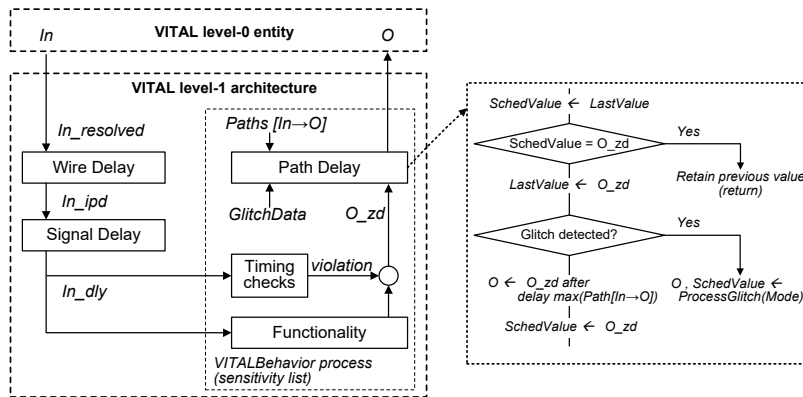 VITAL level-0 entity
In
O
VITAL level-1 architecture
In_resolved
Wire Delay
In_ipd
Signal Delay
In_dly
Paths [In→O]
Path Delay
GlitchData
O_zd
Timing
checks
violation
Functionality
VITALBehavior process
(sensitivity list)
SchedValue ← LastValue
SchedValue = O_zd
Yes
Retain previous value
(return)
LastValue ← O_zd
Glitch detected?
Yes
O ← O_zd after
delay max(Path[In→O])
O , SchedValue ←
ProcessGlitch(Mode)
SchedValue ← O_zd